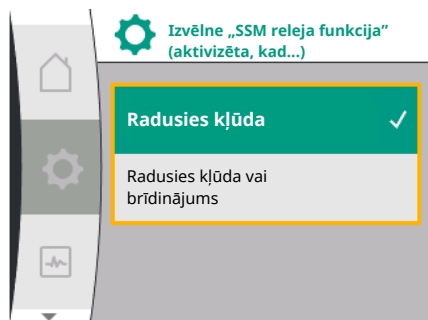 Izvēlne „SSM releja funkcija”
(aktivizēta, kad...)
Radusies kļūda
Radusies kļūda vai
brīdinājums